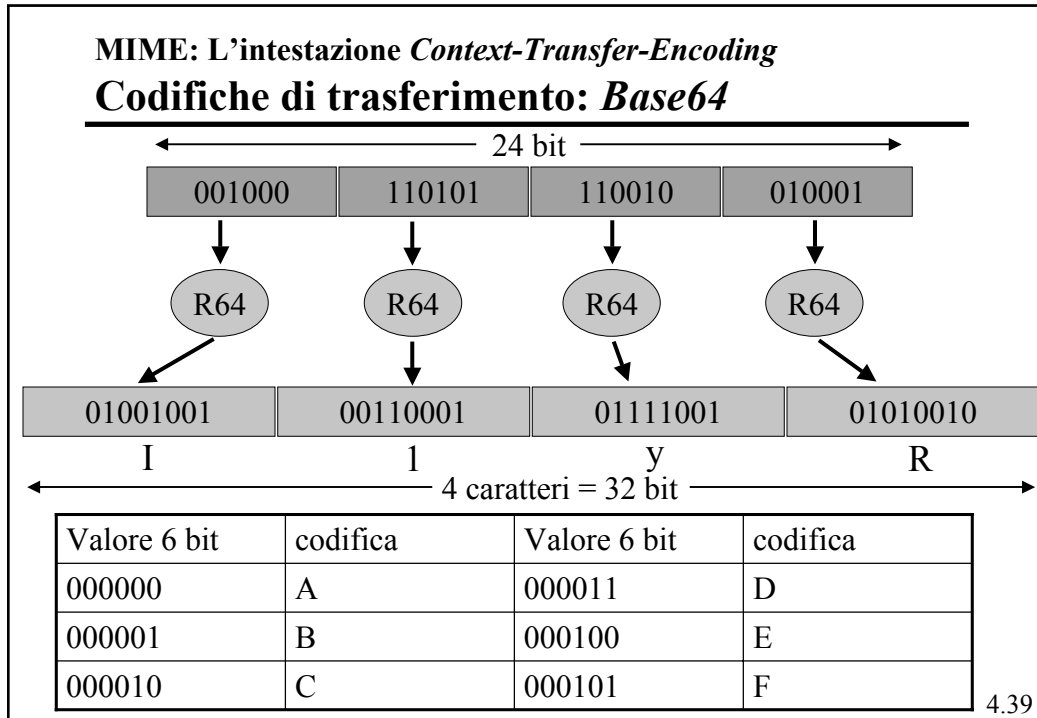 MIME: L’intestazione Context-Transfer-Encoding
Codifiche di trasferimento: Base64
24 bit
001000 110101 110010 010001
R64 R64 R64 R64
01001001 00110001 01111001 01010010
I 1 y R
4 caratteri = 32 bit
Valore 6 bit codifica Valore 6 bit codifica
000000 A 000011 D
000001 B 000100 E
000010 C 000101 F
4.39